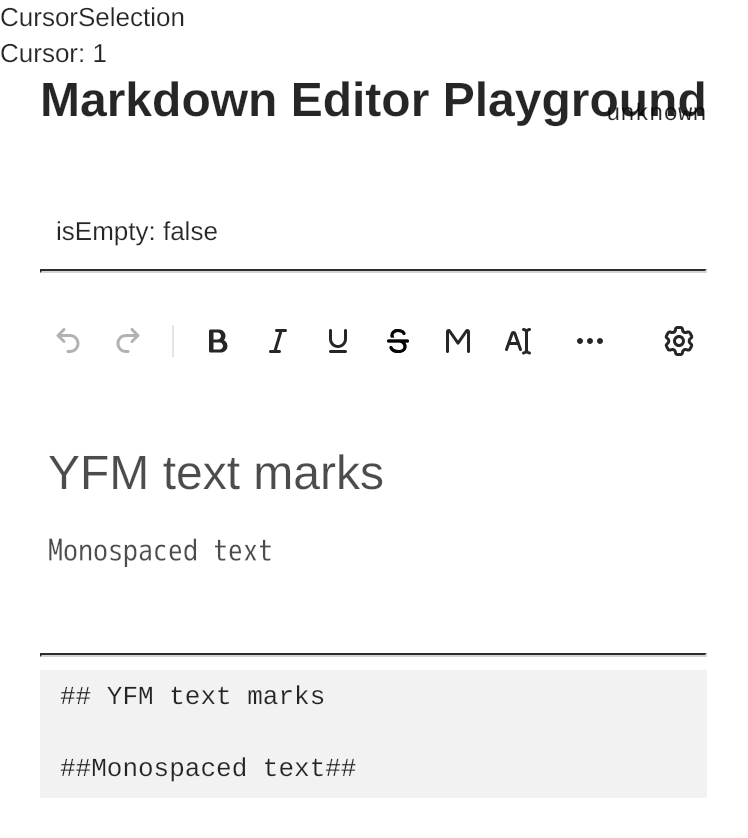 CursorSelection
Cursor: 1
Markdown Editor Playground
unknown
isEmpty: false
B I U S M AI
YFM text marks
Monospaced text
## YFM text marks
##Monospaced text##